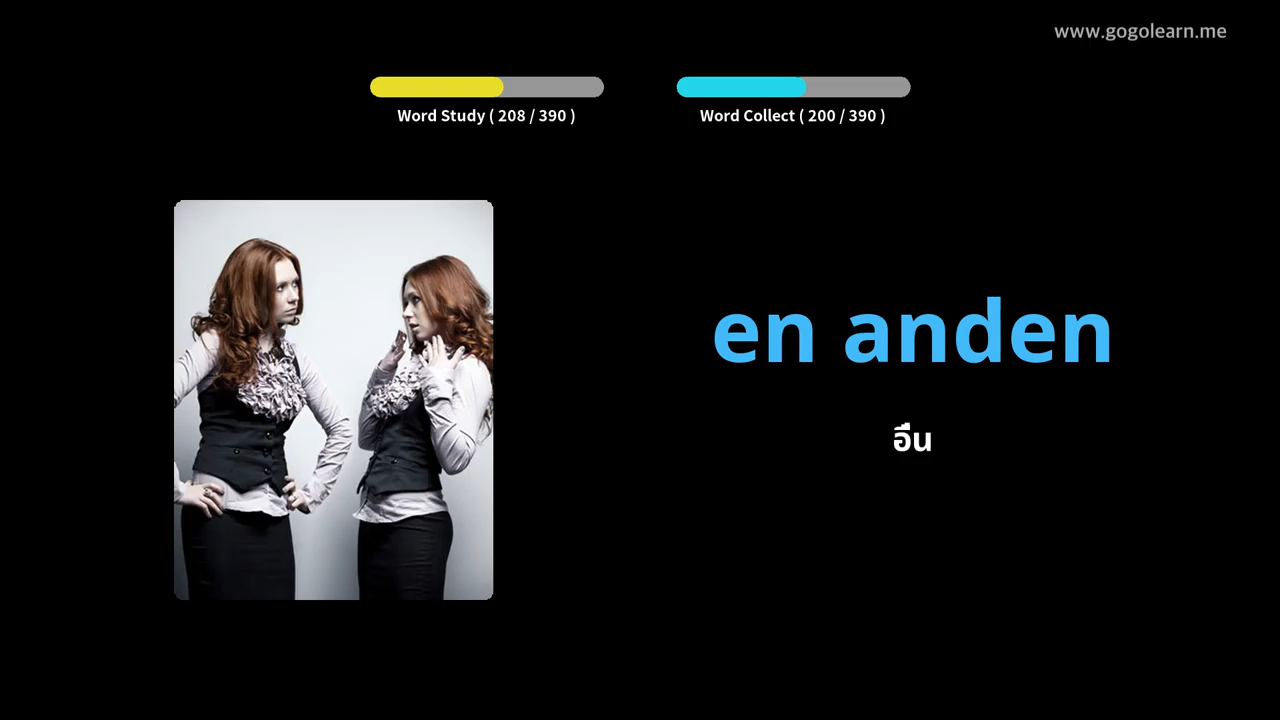 www.gogolearn.me
Word Study ( 208 / 390 )
Word Collect ( 200 / 390 )
en anden
อืน